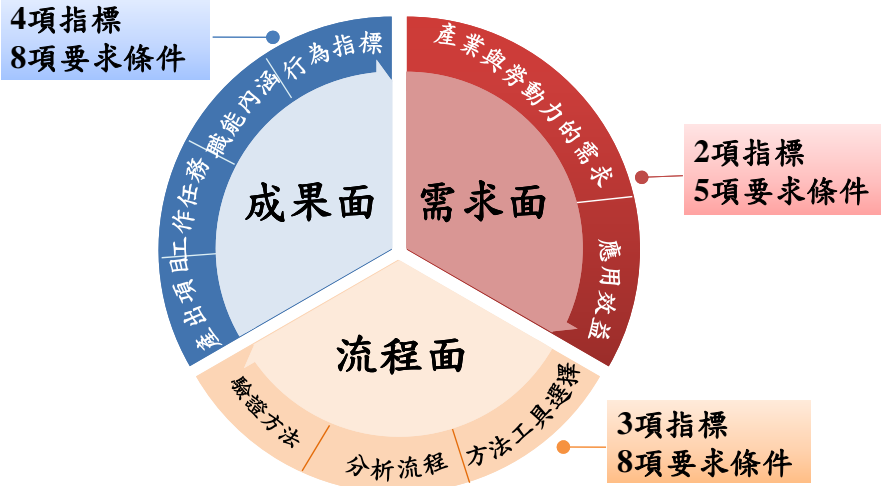 4項指標
8項要求條件
行為指標
職能內涵
工作任務
產出項目
成果面
產業與勞動力的需求
應用效益
需求面
2項指標
5項要求條件
流程面
方法工具選擇
分析流程
驗證方法
3項指標
8項要求條件